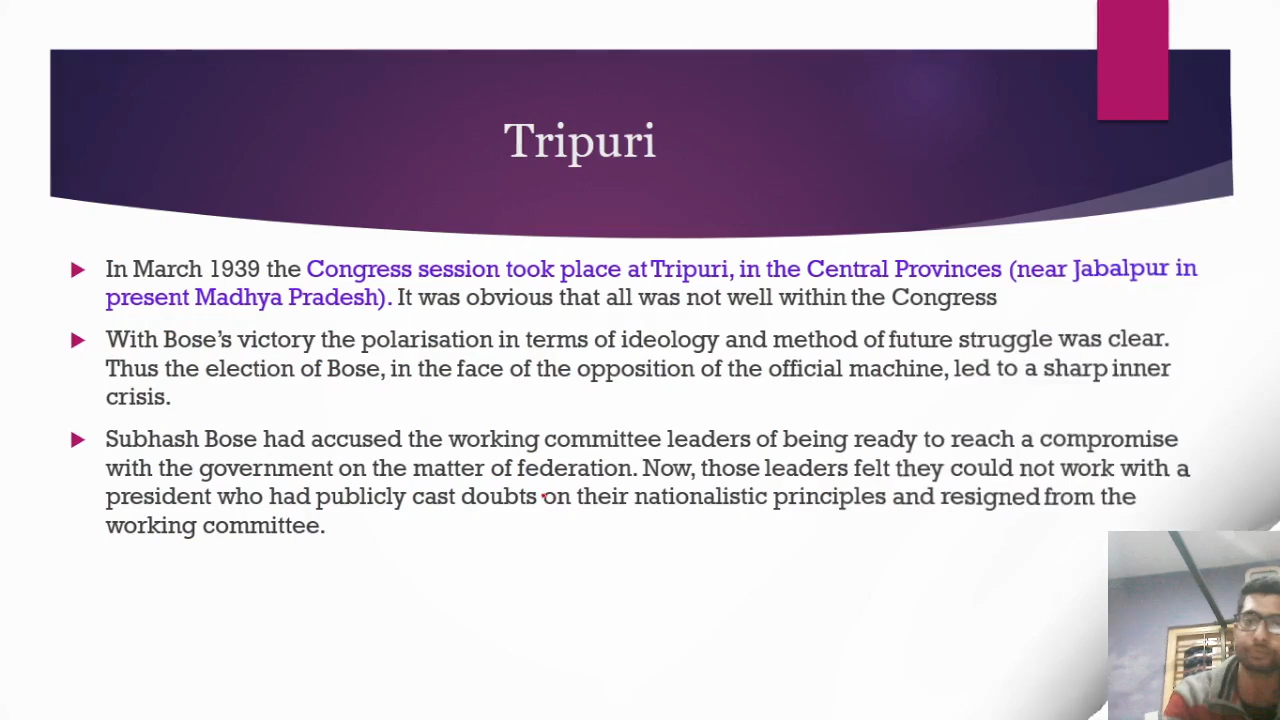 Tripuri
In March 1939 the Congress session took place at Tripuri, in the Central Provinces (near Jabalpur in
present Madhya Pradesh). It was obvious that all was not well within the Congress
With Bose's victory the polarisation in terms of ideology and method of future struggle was clear.
Thus the election of Bose, in the face of the opposition of the official machine, led to a sharp inner
crisis.
Subhash Bose had accused the working committee leaders of being ready to reach a compromise
with the government on the matter of federation. Now, those leaders felt they could not work with a
president who had publicly cast doubts on their nationalistic principles and resigned from the
working committee.